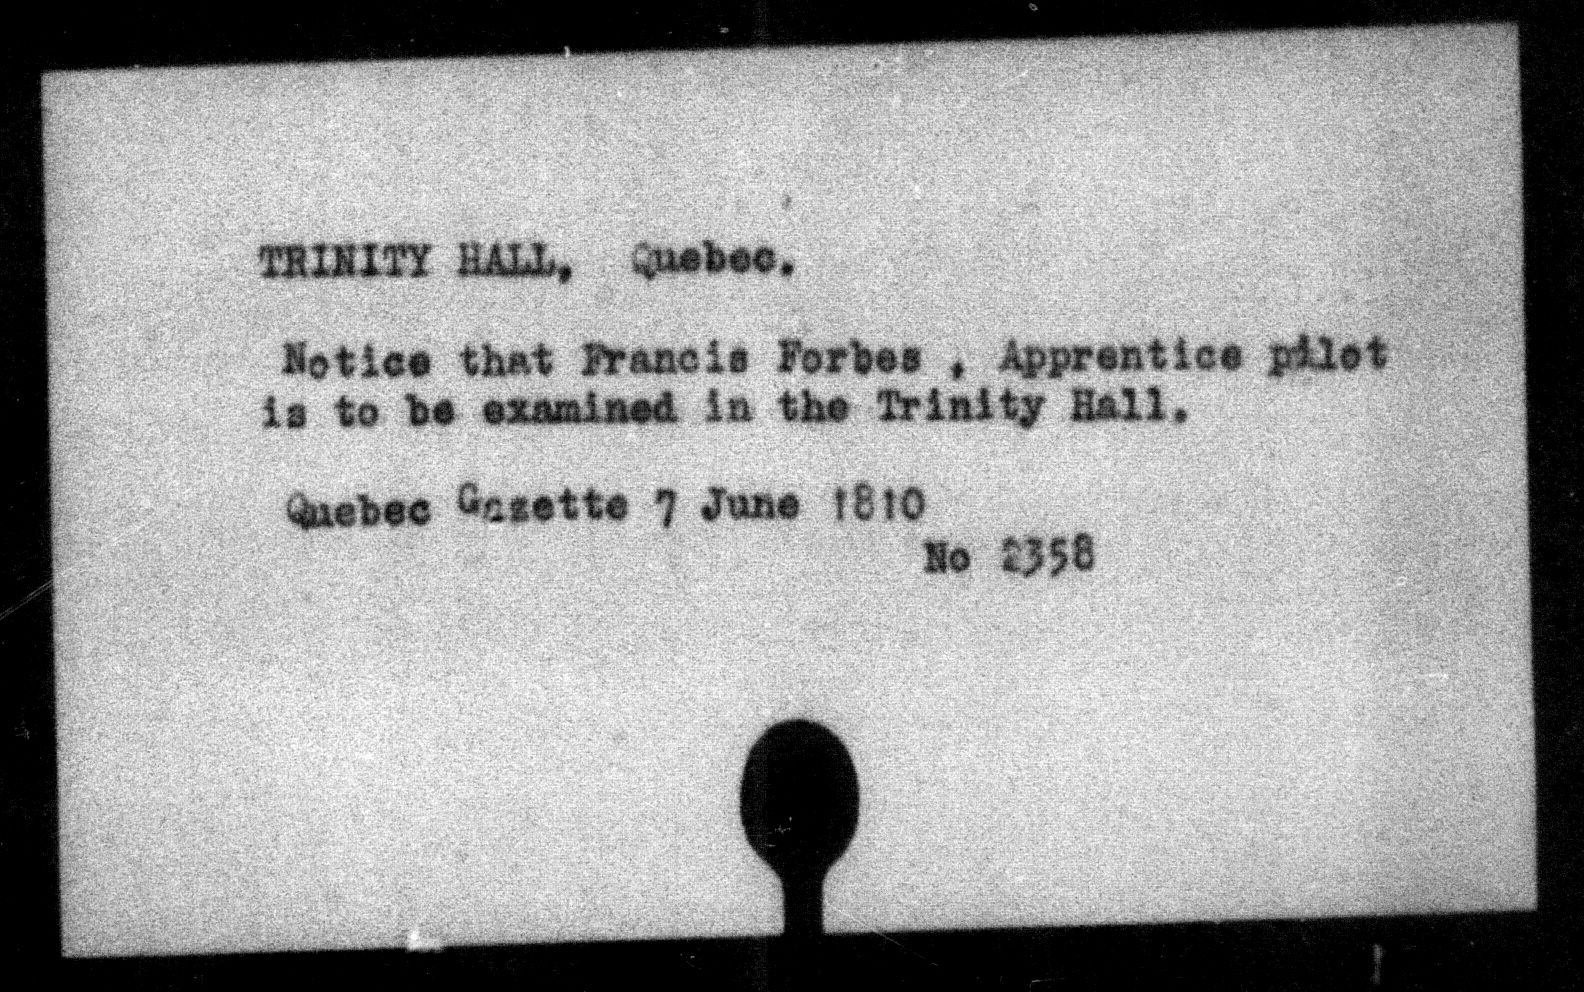 TRINITY HALL, Quebec.
Notice that Francis Forbes , Apprentice pilot
is to be examined in the Trinity Hall.
Quebec Gazette 7 June 1810
No 2358